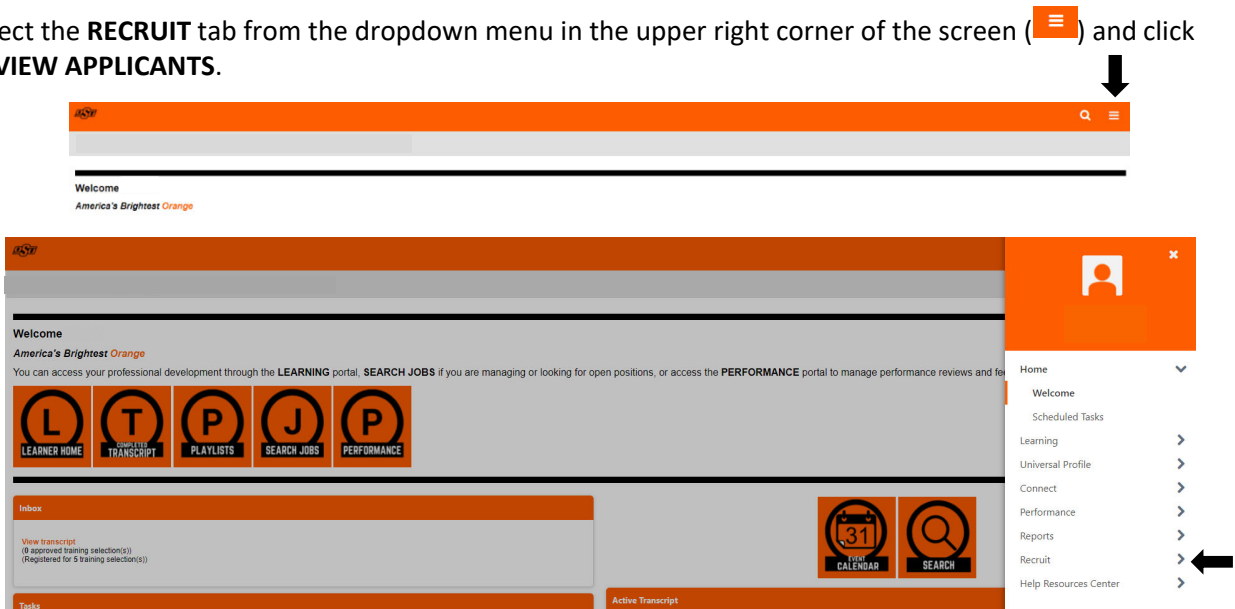 ect the RECRUIT tab from the dropdown menu in the upper right corner of the screen ( ) and click
VIEW APPLICANTS.
OSU
Welcome
America's Brightest Orange
OSU
Welcome
America's Brightest Orange
You can access your professional development through the LEARNING portal, SEARCH JOBS if you are managing or looking for open positions, or access the PERFORMANCE portal to manage performance reviews and fe
L
LEARNER HOME
T
COMPLETED
TRANSCRIPT
P
PLAYLISTS
J
SEARCH JOBS
P
PERFORMANCE
Inbox
View transcript
(0 approved training selection(s))
(Registered for 5 training selection(s))
31
EVENT
CALENDAR
SEARCH
Tasks
Active Transcript
Home
Welcome
Scheduled Tasks
Learning
Universal Profile
Connect
Performance
Reports
Recruit
Help Resources Center